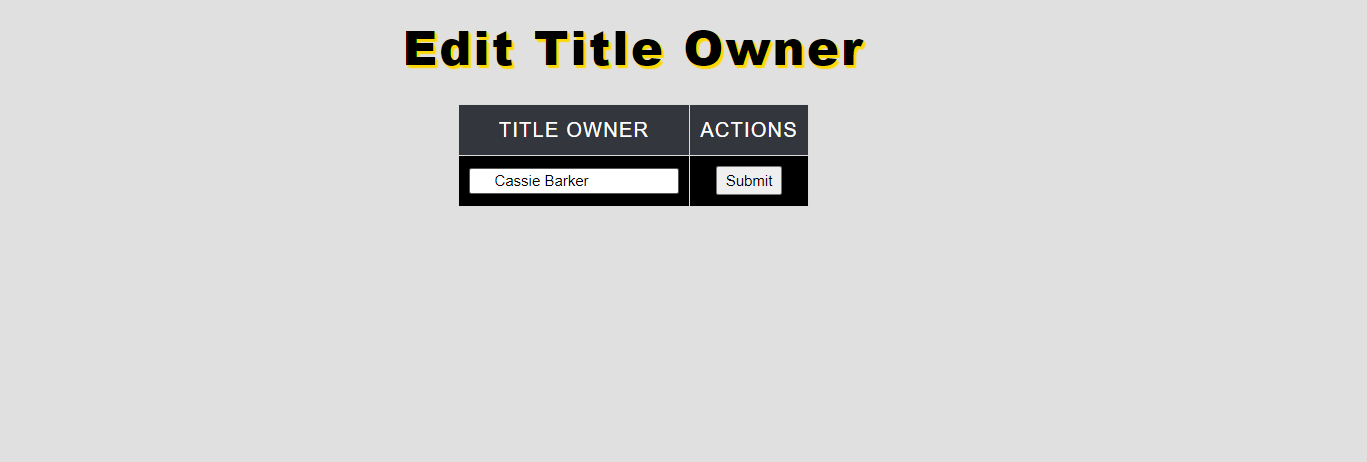 Edit Title Owner
TITLE OWNER ACTIONS
Cassie Barker Submit